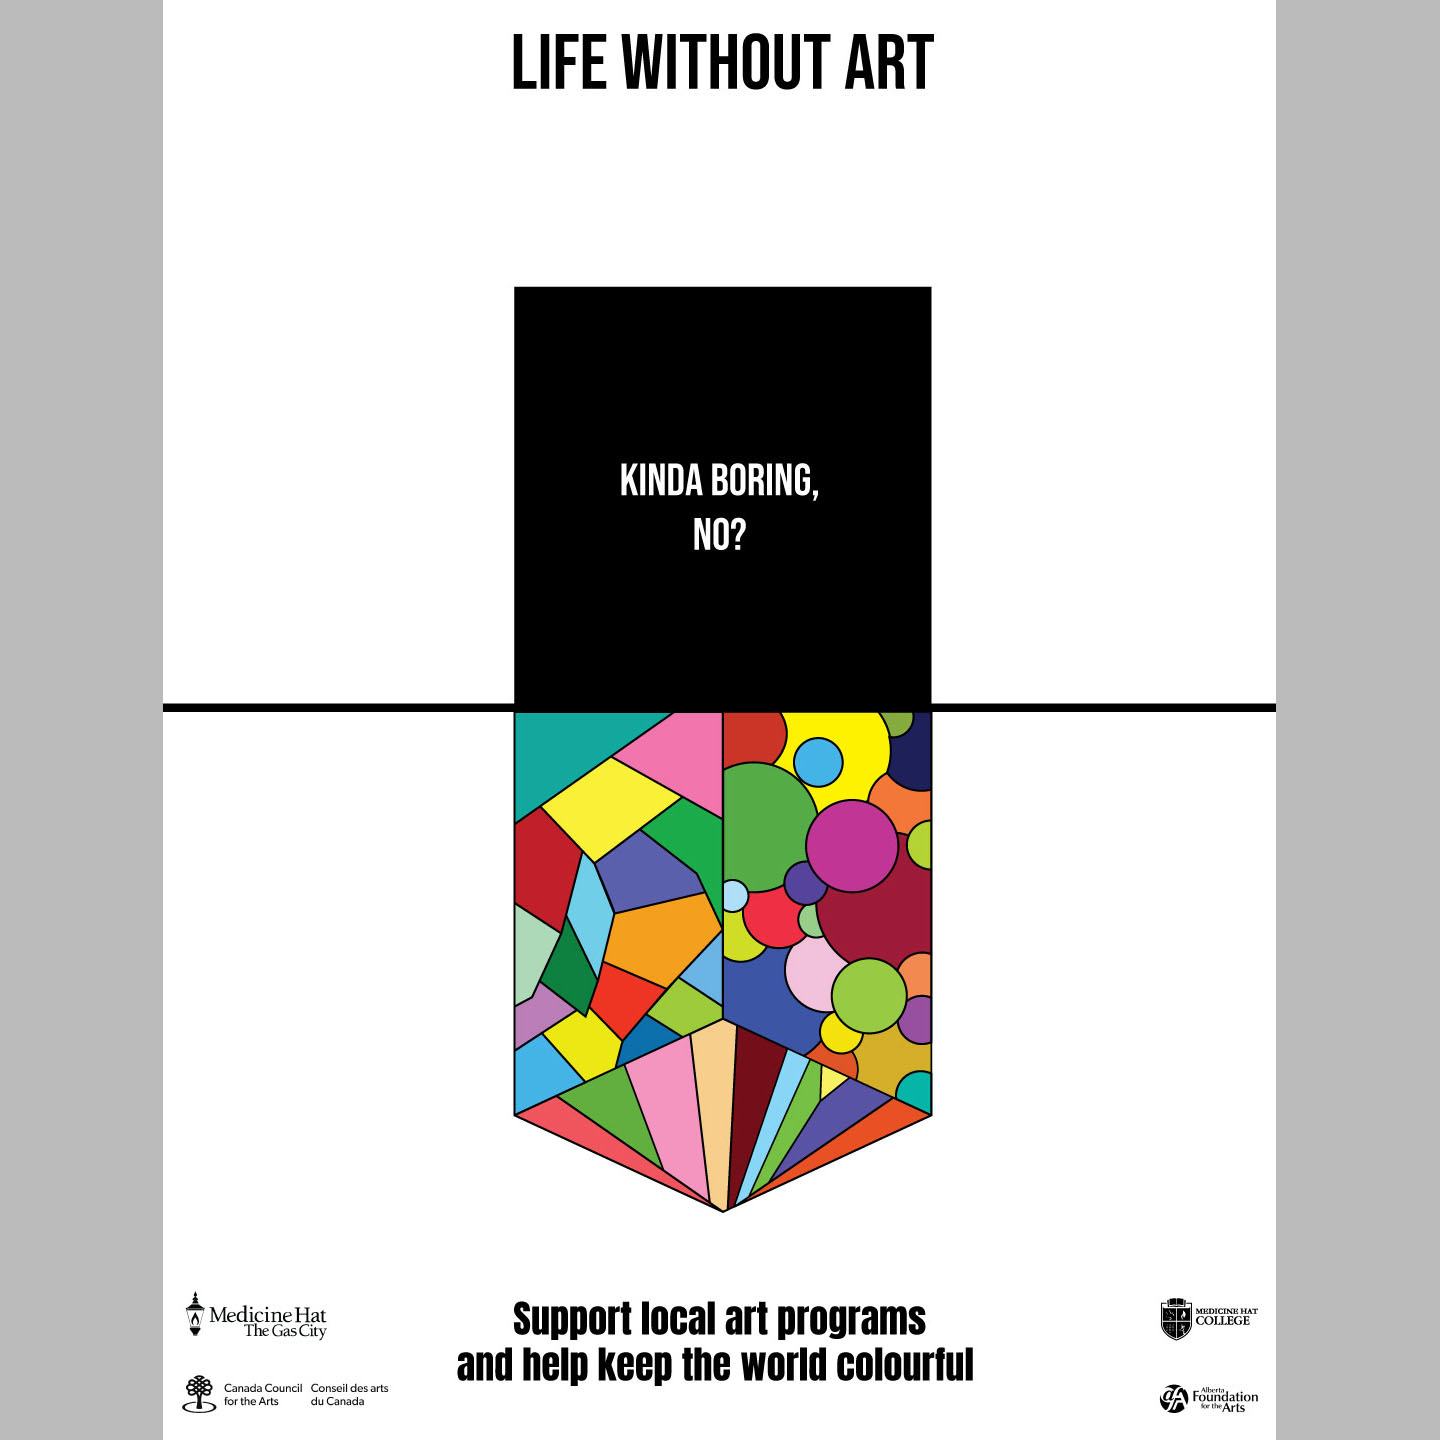 LIFE WITHOUT ART
KINDA BORING,
NO?
Support local art programs
and help keep the world colourful
Medicine Hat
The Gas City
Canada Council
for the Arts
Conseil des arts
du Canada
MEDICINE HAT
COLLEGE
Alberta
Foundation
for the Arts